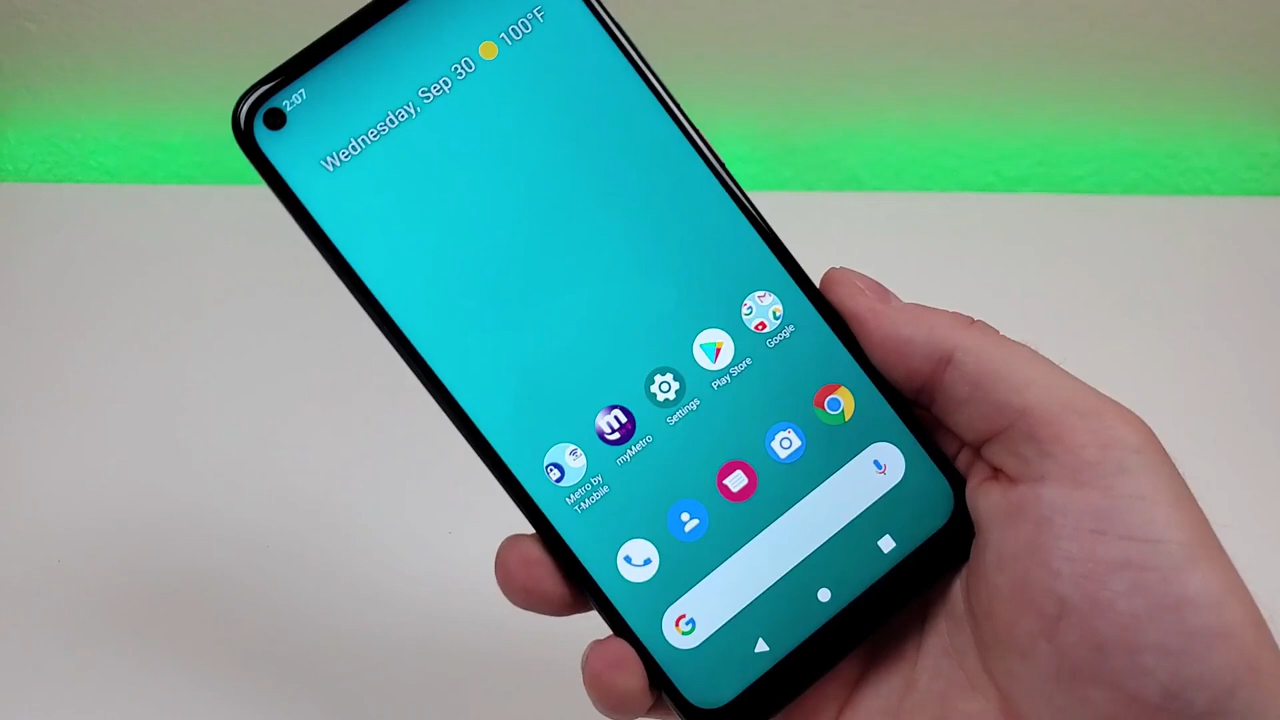 2:07
Wednesday, Sep 30 100°F
Metro by
T-Mobile
myMetro
Settings
Play Store
Google